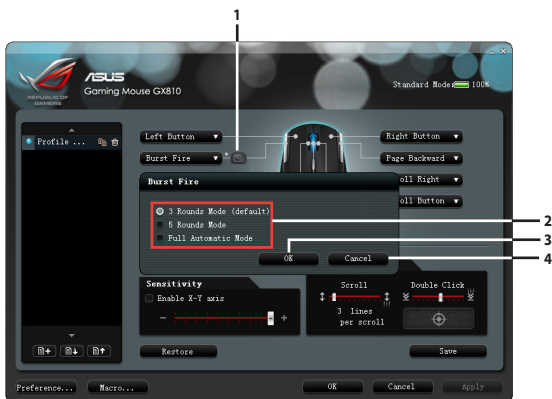 1
ASUS
REPUBLIC OF
GAMERS
Gaming Mouse GX810
Standard Mode 100%
Profile ...
Left Button
Right Button
Burst Fire
Page Backward
oll Right
oll Button
Burst Fire
3 Rounds Mode (default)
5 Rounds Mode
Full Automatic Mode
2
3
OK
Cancel
4
Sensitivity
Enable X-Y axis
- +
Scroll
3 lines
per scroll
Double Click
Restore
Save
Preference...
Macro...
OK
Cancel
Apply